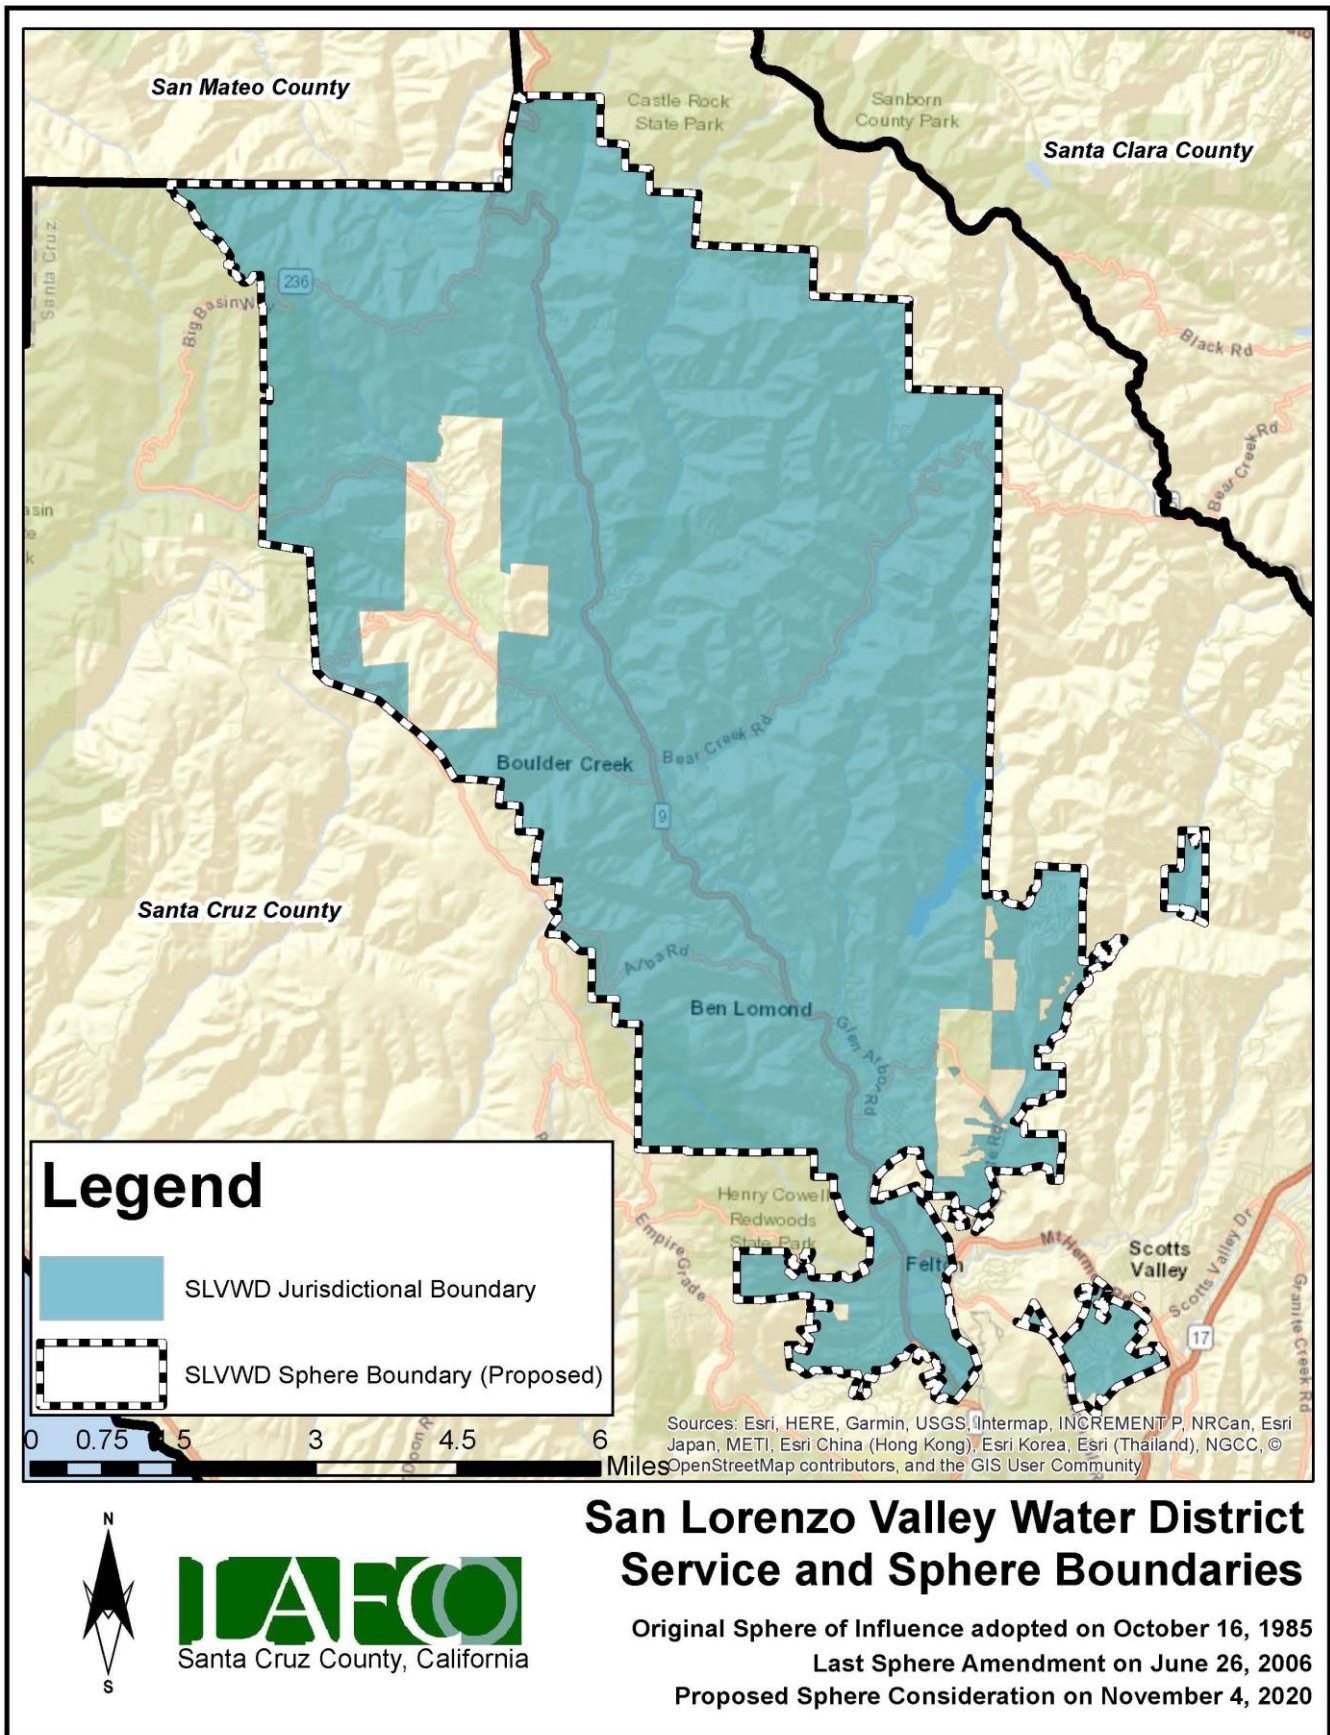 San Mateo County
Castle Rock
State Park
Sanborn
County Park
Santa Clara County
Santa Cruz
236
Big Basin Way
Black Rd
Bear Creek Rd
Boulder Creek
Bear Creek Rd
9
Santa Cruz County
Alba Rd
Ben Lomond
Glen Arbor Rd
Henry Cowell
Redwoods
State Park
Empire Grade
Felton
Mt Hermon Rd
Scotts
Valley
Scotts Valley Dr
17
Granite Creek Rd
Legend
SLVWD Jurisdictional Boundary
SLVWD Sphere Boundary (Proposed)
0 0.75 1.5 3 4.5 6
Miles
Sources: Esri, HERE, Garmin, USGS, Intermap, INCREMENT P, NRCan, Esri
Japan, METI, Esri China (Hong Kong), Esri Korea, Esri (Thailand), NGCC, ©
OpenStreetMap contributors, and the GIS User Community
N
S
LAFCO
Santa Cruz County, California
San Lorenzo Valley Water District
Service and Sphere Boundaries
Original Sphere of Influence adopted on October 16, 1985
Last Sphere Amendment on June 26, 2006
Proposed Sphere Consideration on November 4, 2020